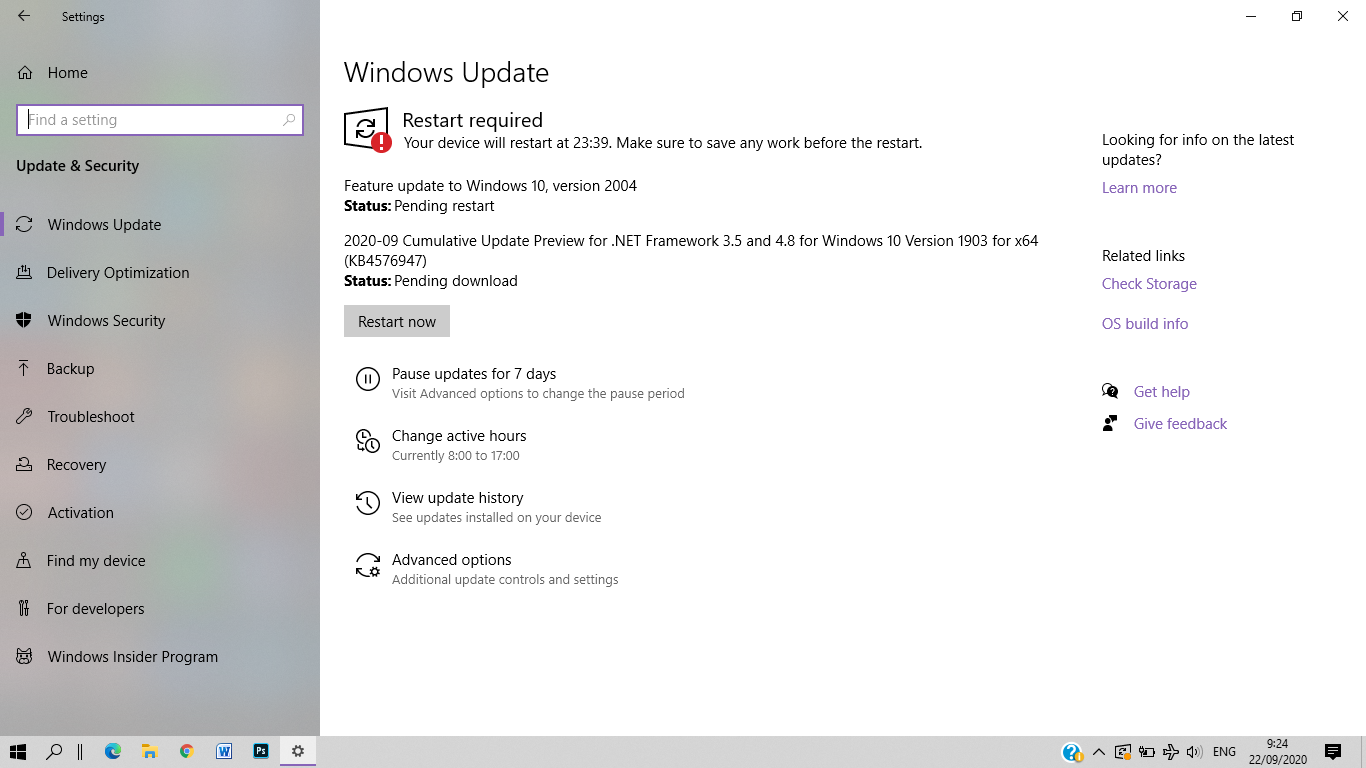 Settings
Home
Find a setting
Update & Security
Windows Update
Delivery Optimization
Windows Security
Backup
Troubleshoot
Recovery
Activation
Find my device
For developers
Windows Insider Program
Windows Update
Restart required
Your device will restart at 23:39. Make sure to save any work before the restart.
Feature update to Windows 10, version 2004
Status: Pending restart
2020-09 Cumulative Update Preview for .NET Framework 3.5 and 4.8 for Windows 10 Version 1903 for x64
(KB4576947)
Status: Pending download
Restart now
Pause updates for 7 days
Visit Advanced options to change the pause period
Change active hours
Currently 8:00 to 17:00
View update history
See updates installed on your device
Advanced options
Additional update controls and settings
Looking for info on the latest
updates?
Learn more
Related links
Check Storage
OS build info
Get help
Give feedback
W
Ps
ENG
9:24
22/09/2020